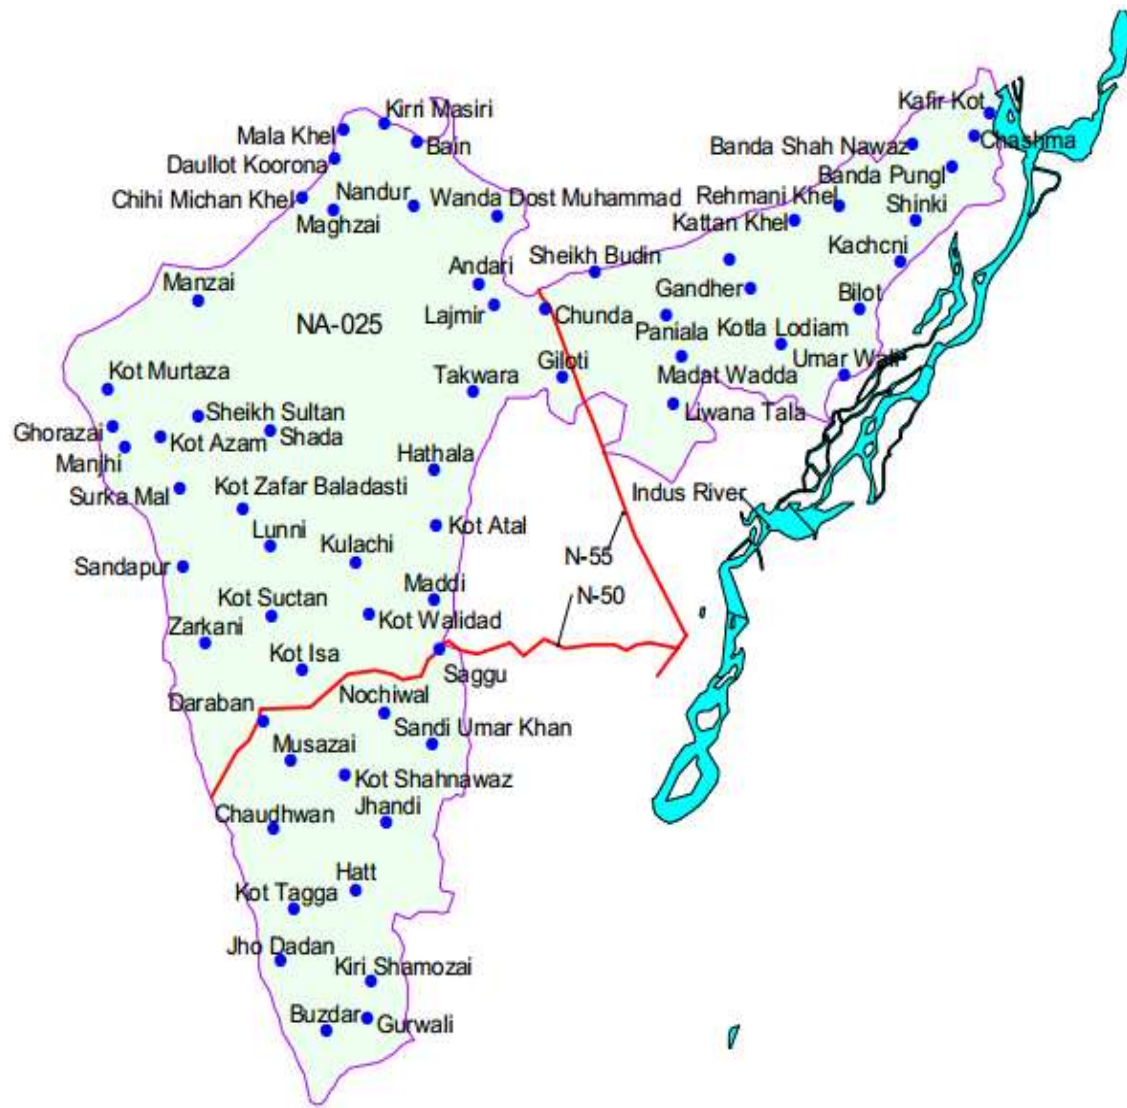 Kafir Kot
Kirri Masiri
Mala Khel
Bain
Chashma
Banda Shah Nawaz
Daullot Koorona
Banda Pungl
Nandur
Wanda Dost Muhammad
Rehmani Khel
Chihi Michan Khel
Shinki
Maghzai
Kattan Khel
Kachcni
Sheikh Budin
Andari
Manzai
Gandher
Bilot
NA-025
Lajmir
Chunda
Paniala
Kotla Lodiam
Giloti
Umar Wali
Kot Murtaza
Takwara
Madat Wadda
Sheikh Sultan
Liwana Tala
Ghorazai
Kot Azam
Shada
Manjhi
Hathala
Surka Mal
Kot Zafar Baladasti
Indus River
Lunni
Kot Atal
Kulachi
N-55
Sandapur
Maddi
N-50
Kot Suctan
Kot Walidad
Zarkani
Kot Isa
Saggu
Nochiwal
Daraban
Sandi Umar Khan
Musazai
Kot Shahnawaz
Chaudhwan
Jhandi
Hatt
Kot Tagga
Jho Dadan
Kiri Shamozai
Buzdar
Gurwali